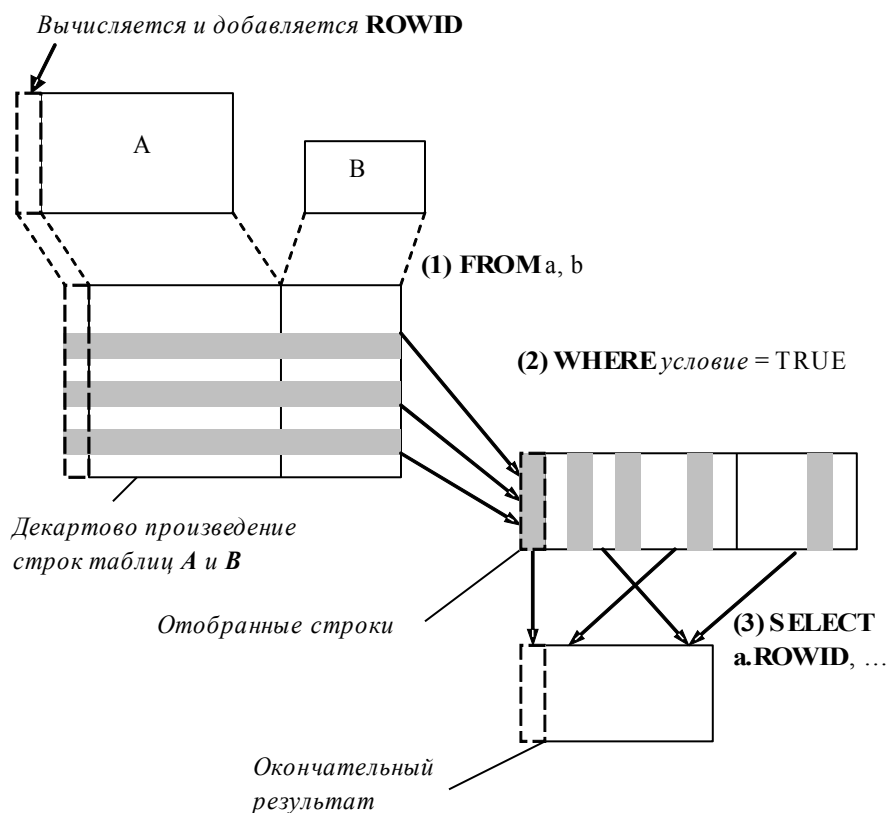 Вычисляется и добавляется ROWID
A
B
(1) FROM a, b
(2) WHERE условие = TRUE
Декартово произведение
строк таблиц A и B
Отобранные строки
(3) SELECT
a.ROWID, …
Окончательный
результат